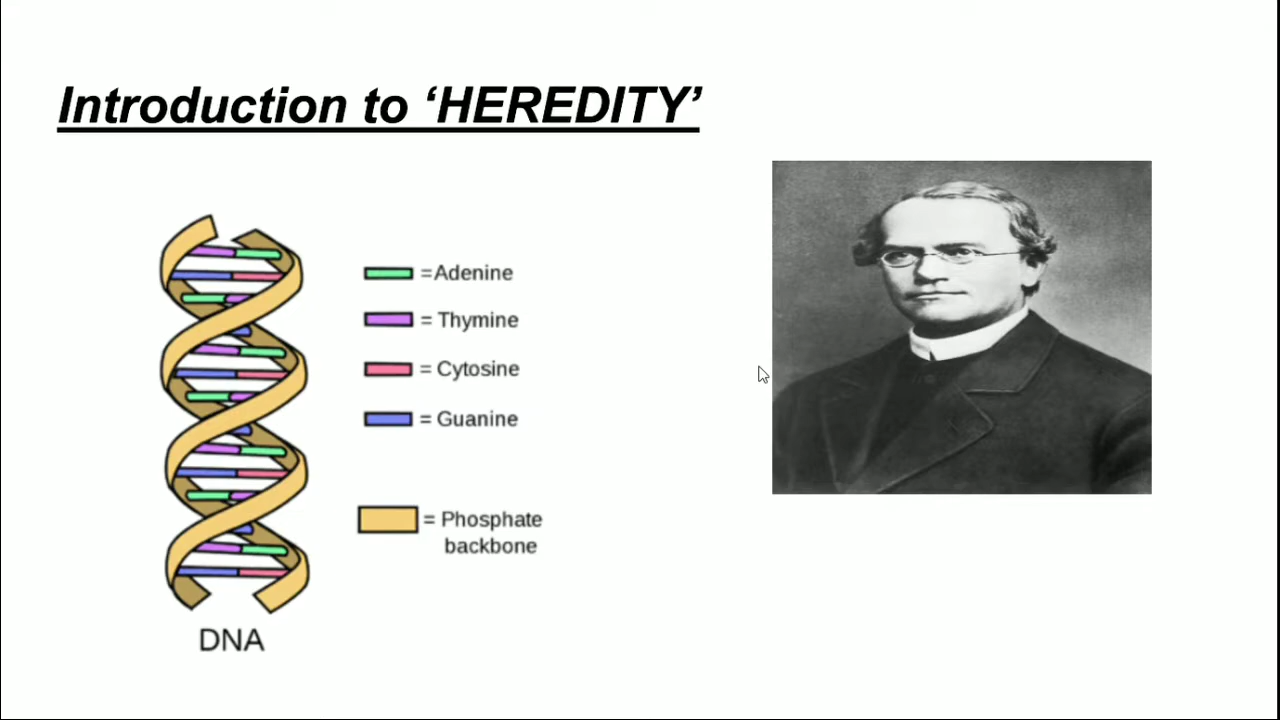 Introduction to ‘HEREDITY’
=Adenine
= Thymine
= Cytosine
= Guanine
= Phosphate
backbone
DNA